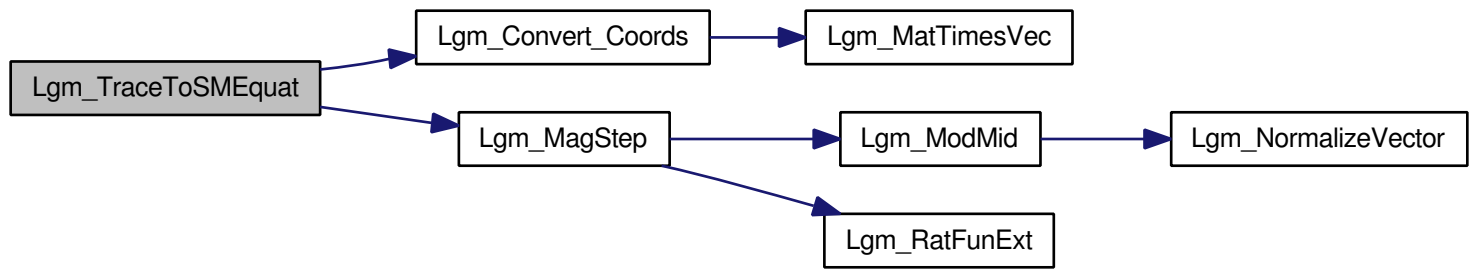 Lgm_TraceToSMEquat
Lgm_Convert_Coords
Lgm_MatTimesVec
Lgm_MagStep
Lgm_ModMid
Lgm_NormalizeVector
Lgm_RatFunExt